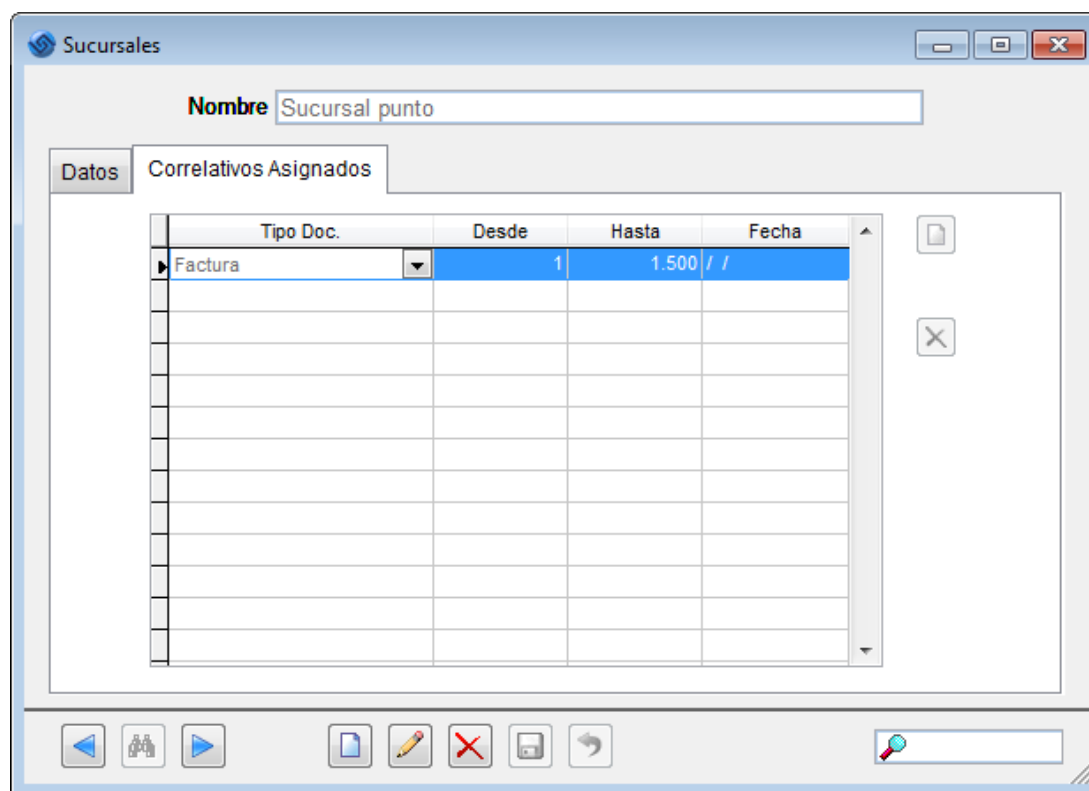 Sucursales
Nombre Sucursal punto
Datos Correlativos Asignados
Tipo Doc. Desde Hasta Fecha
Factura 1 1.500 / /